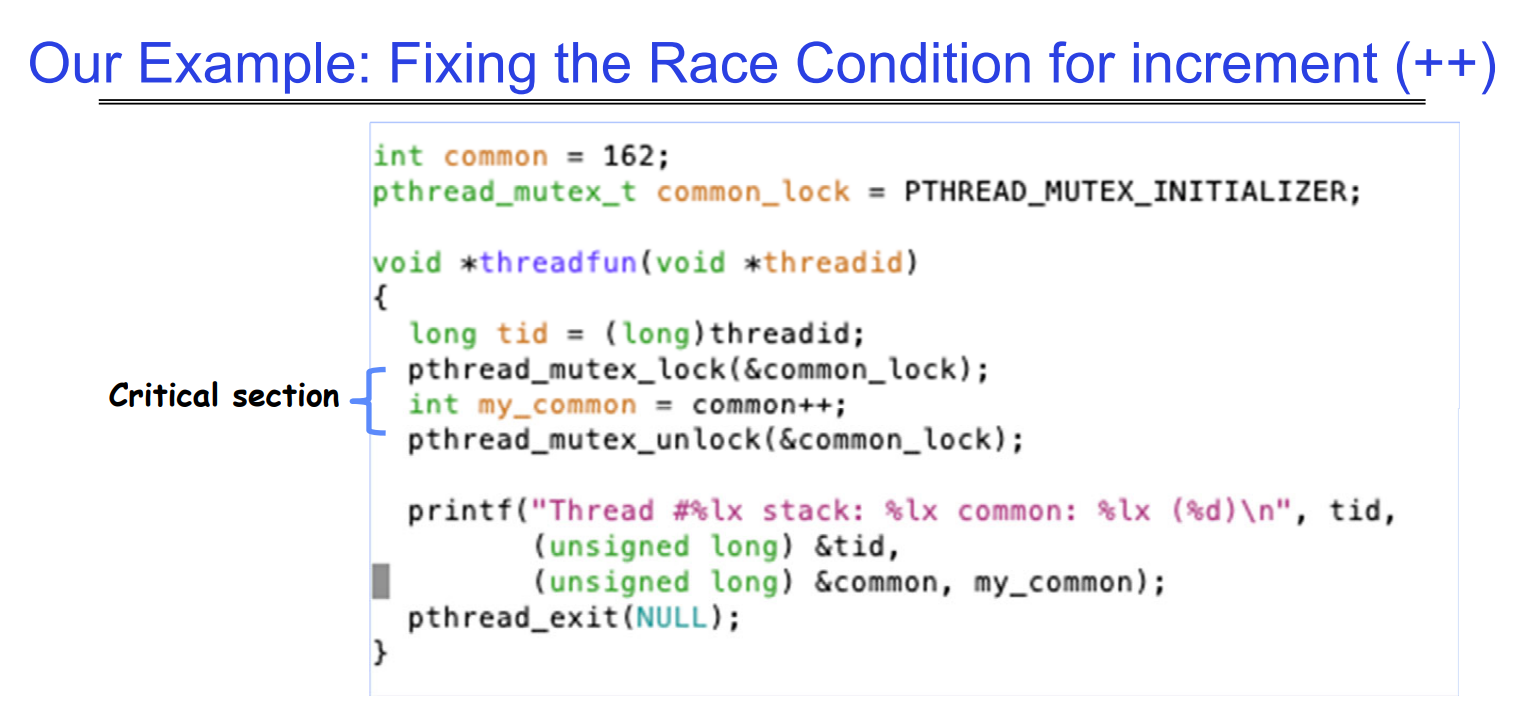 Our Example: Fixing the Race Condition for increment (++)
int common = 162;
pthread_mutex_t common_lock = PTHREAD_MUTEX_INITIALIZER;
void *threadfun(void *threadid)
{
long tid = (long)threadid;
pthread_mutex_lock(&common_lock);
Critical section
int my_common = common++;
pthread_mutex_unlock(&common_lock);
printf("Thread #%lx stack: %lx common: %lx (%d)\n", tid,
(unsigned long) &tid,
(unsigned long) &common, my_common);
pthread_exit(NULL);
}